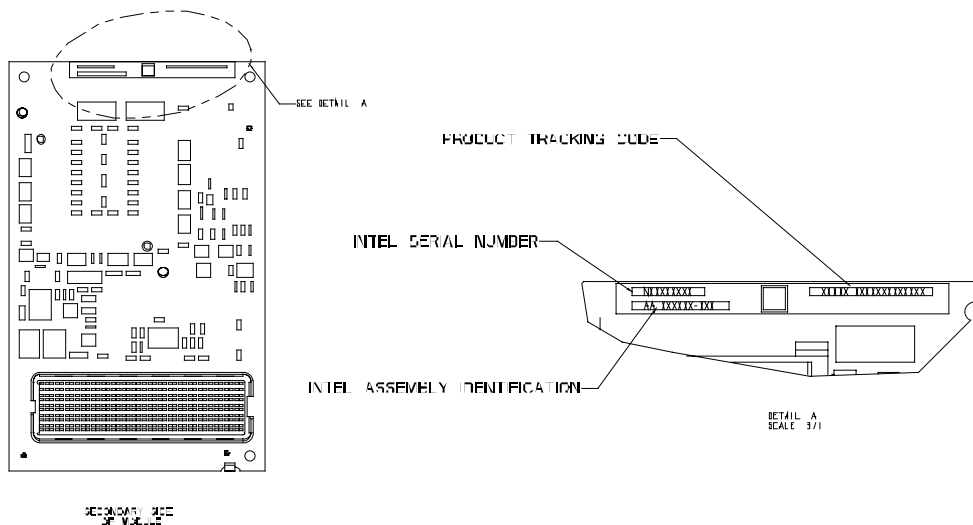 SEE DETAIL A
PRODUCT TRACKING CODE
INTEL SERIAL NUMBER
INTEL ASSEMBLY IDENTIFICATION
DETAIL A
SCALE 3/1
SECONDARY SIDE
OF MODULE